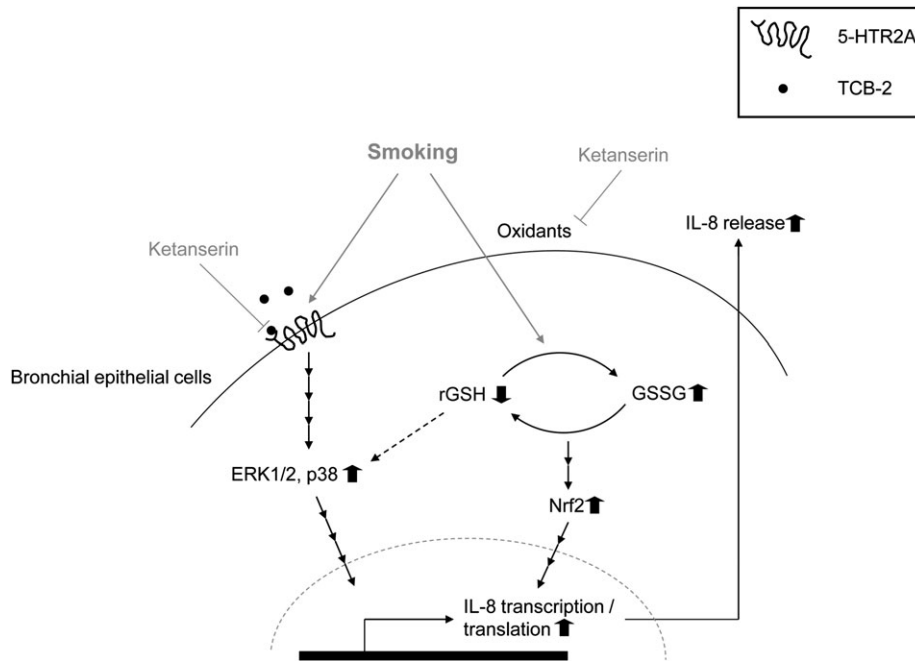 5-HTR2A
TCB-2
Smoking
Ketanserin
Oxidants
IL-8 release
Ketanserin
Bronchial epithelial cells
rGSH
GSSG
ERK1/2, p38
Nrf2
IL-8 transcription /
translation